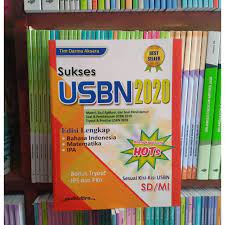 Tim Darma Aksara
BEST
SELLER
Sukses
USBN 2020
Edisi Lengkap
Bahasa Indonesia
Matematika
IPA
HOTs
Bonus Tryout
IPS dan PKn
Sesuai Kisi-Kisi USBN
SD/MI